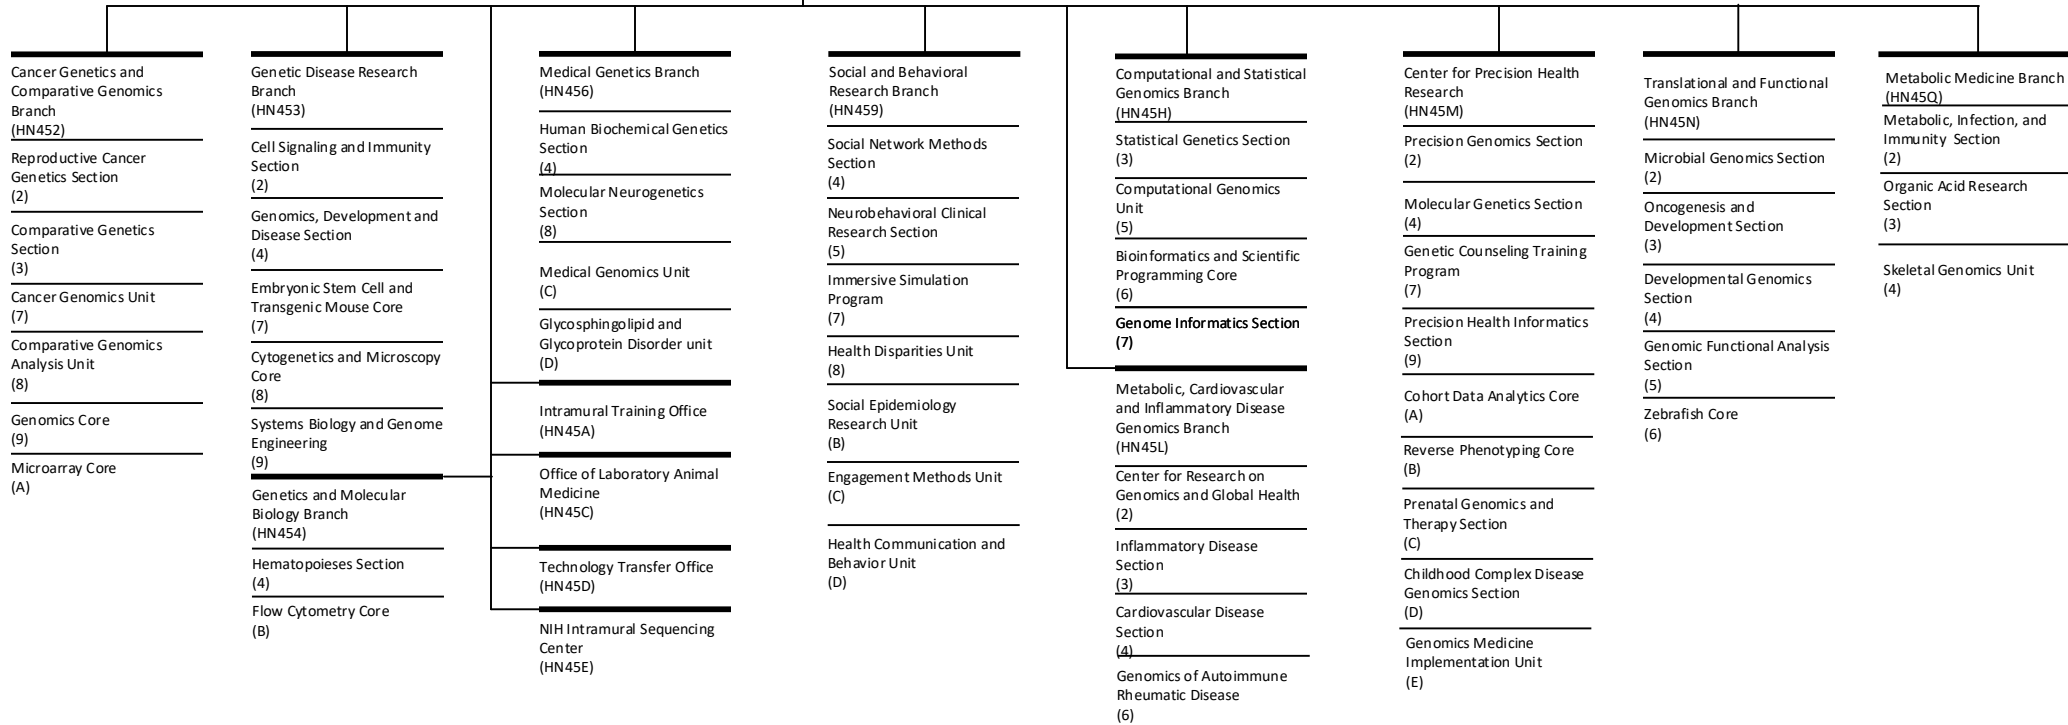 Cancer Genetics and
Comparative Genomics
Branch
(HN452)
Reproductive Cancer
Genetics Section
(2)
Comparative Genetics
Section
(3)
Cancer Genomics Unit
(7)
Comparative Genomics
Analysis Unit
(8)
Genomics Core
(9)
Microarray Core
(A)
Genetic Disease Research
Branch
(HN453)
Cell Signaling and Immunity
Section
(2)
Genomics, Development and
Disease Section
(4)
Embryonic Stem Cell and
Transgenic Mouse Core
(7)
Cytogenetics and Microscopy
Core
(8)
Systems Biology and Genome
Engineering
(9)
Genetics and Molecular
Biology Branch
(HN454)
Hematopoieses Section
(4)
Flow Cytometry Core
(B)
Medical Genetics Branch
(HN456)
Human Biochemical Genetics
Section
(4)
Molecular Neurogenetics
Section
(8)
Medical Genomics Unit
(C)
Glycosphingolipid and
Glycoprotein Disorder unit
(D)
Intramural Training Office
(HN45A)
Office of Laboratory Animal
Medicine
(HN45C)
Technology Transfer Office
(HN45D)
NIH Intramural Sequencing
Center
(HN45E)
Social and Behavioral
Research Branch
(HN459)
Social Network Methods
Section
(4)
Neurobehavioral Clinical
Research Section
(5)
Immersive Simulation
Program
(7)
Health Disparities Unit
(8)
Social Epidemiology
Research Unit
(B)
Engagement Methods Unit
(C)
Health Communication and
Behavior Unit
(D)
Computational and Statistical
Genomics Branch
(HN45H)
Statistical Genetics Section
(3)
Computational Genomics
Unit
(5)
Bioinformatics and Scientific
Programming Core
(6)
Genome Informatics Section
(7)
Metabolic, Cardiovascular
and Inflammatory Disease
Genomics Branch
(HN45L)
Center for Research on
Genomics and Global Health
(2)
Inflammatory Disease
Section
(3)
Cardiovascular Disease
Section
(4)
Genomics of Autoimmune
Rheumatic Disease
(6)
Center for Precision Health
Research
(HN45M)
Precision Genomics Section
(2)
Molecular Genetics Section
(4)
Genetic Counseling Training
Program
(7)
Precision Health Informatics
Section
(9)
Cohort Data Analytics Core
(A)
Reverse Phenotyping Core
(B)
Prenatal Genomics and
Therapy Section
(C)
Childhood Complex Disease
Genomics Section
(D)
Genomics Medicine
Implementation Unit
(E)
Translational and Functional
Genomics Branch
(HN45N)
Microbial Genomics Section
(2)
Oncogenesis and
Development Section
(3)
Developmental Genomics
Section
(4)
Genomic Functional Analysis
Section
(5)
Zebrafish Core
(6)
Metabolic Medicine Branch
(HN45Q)
Metabolic, Infection, and
Immunity Section
(2)
Organic Acid Research
Section
(3)
Skeletal Genomics Unit
(4)